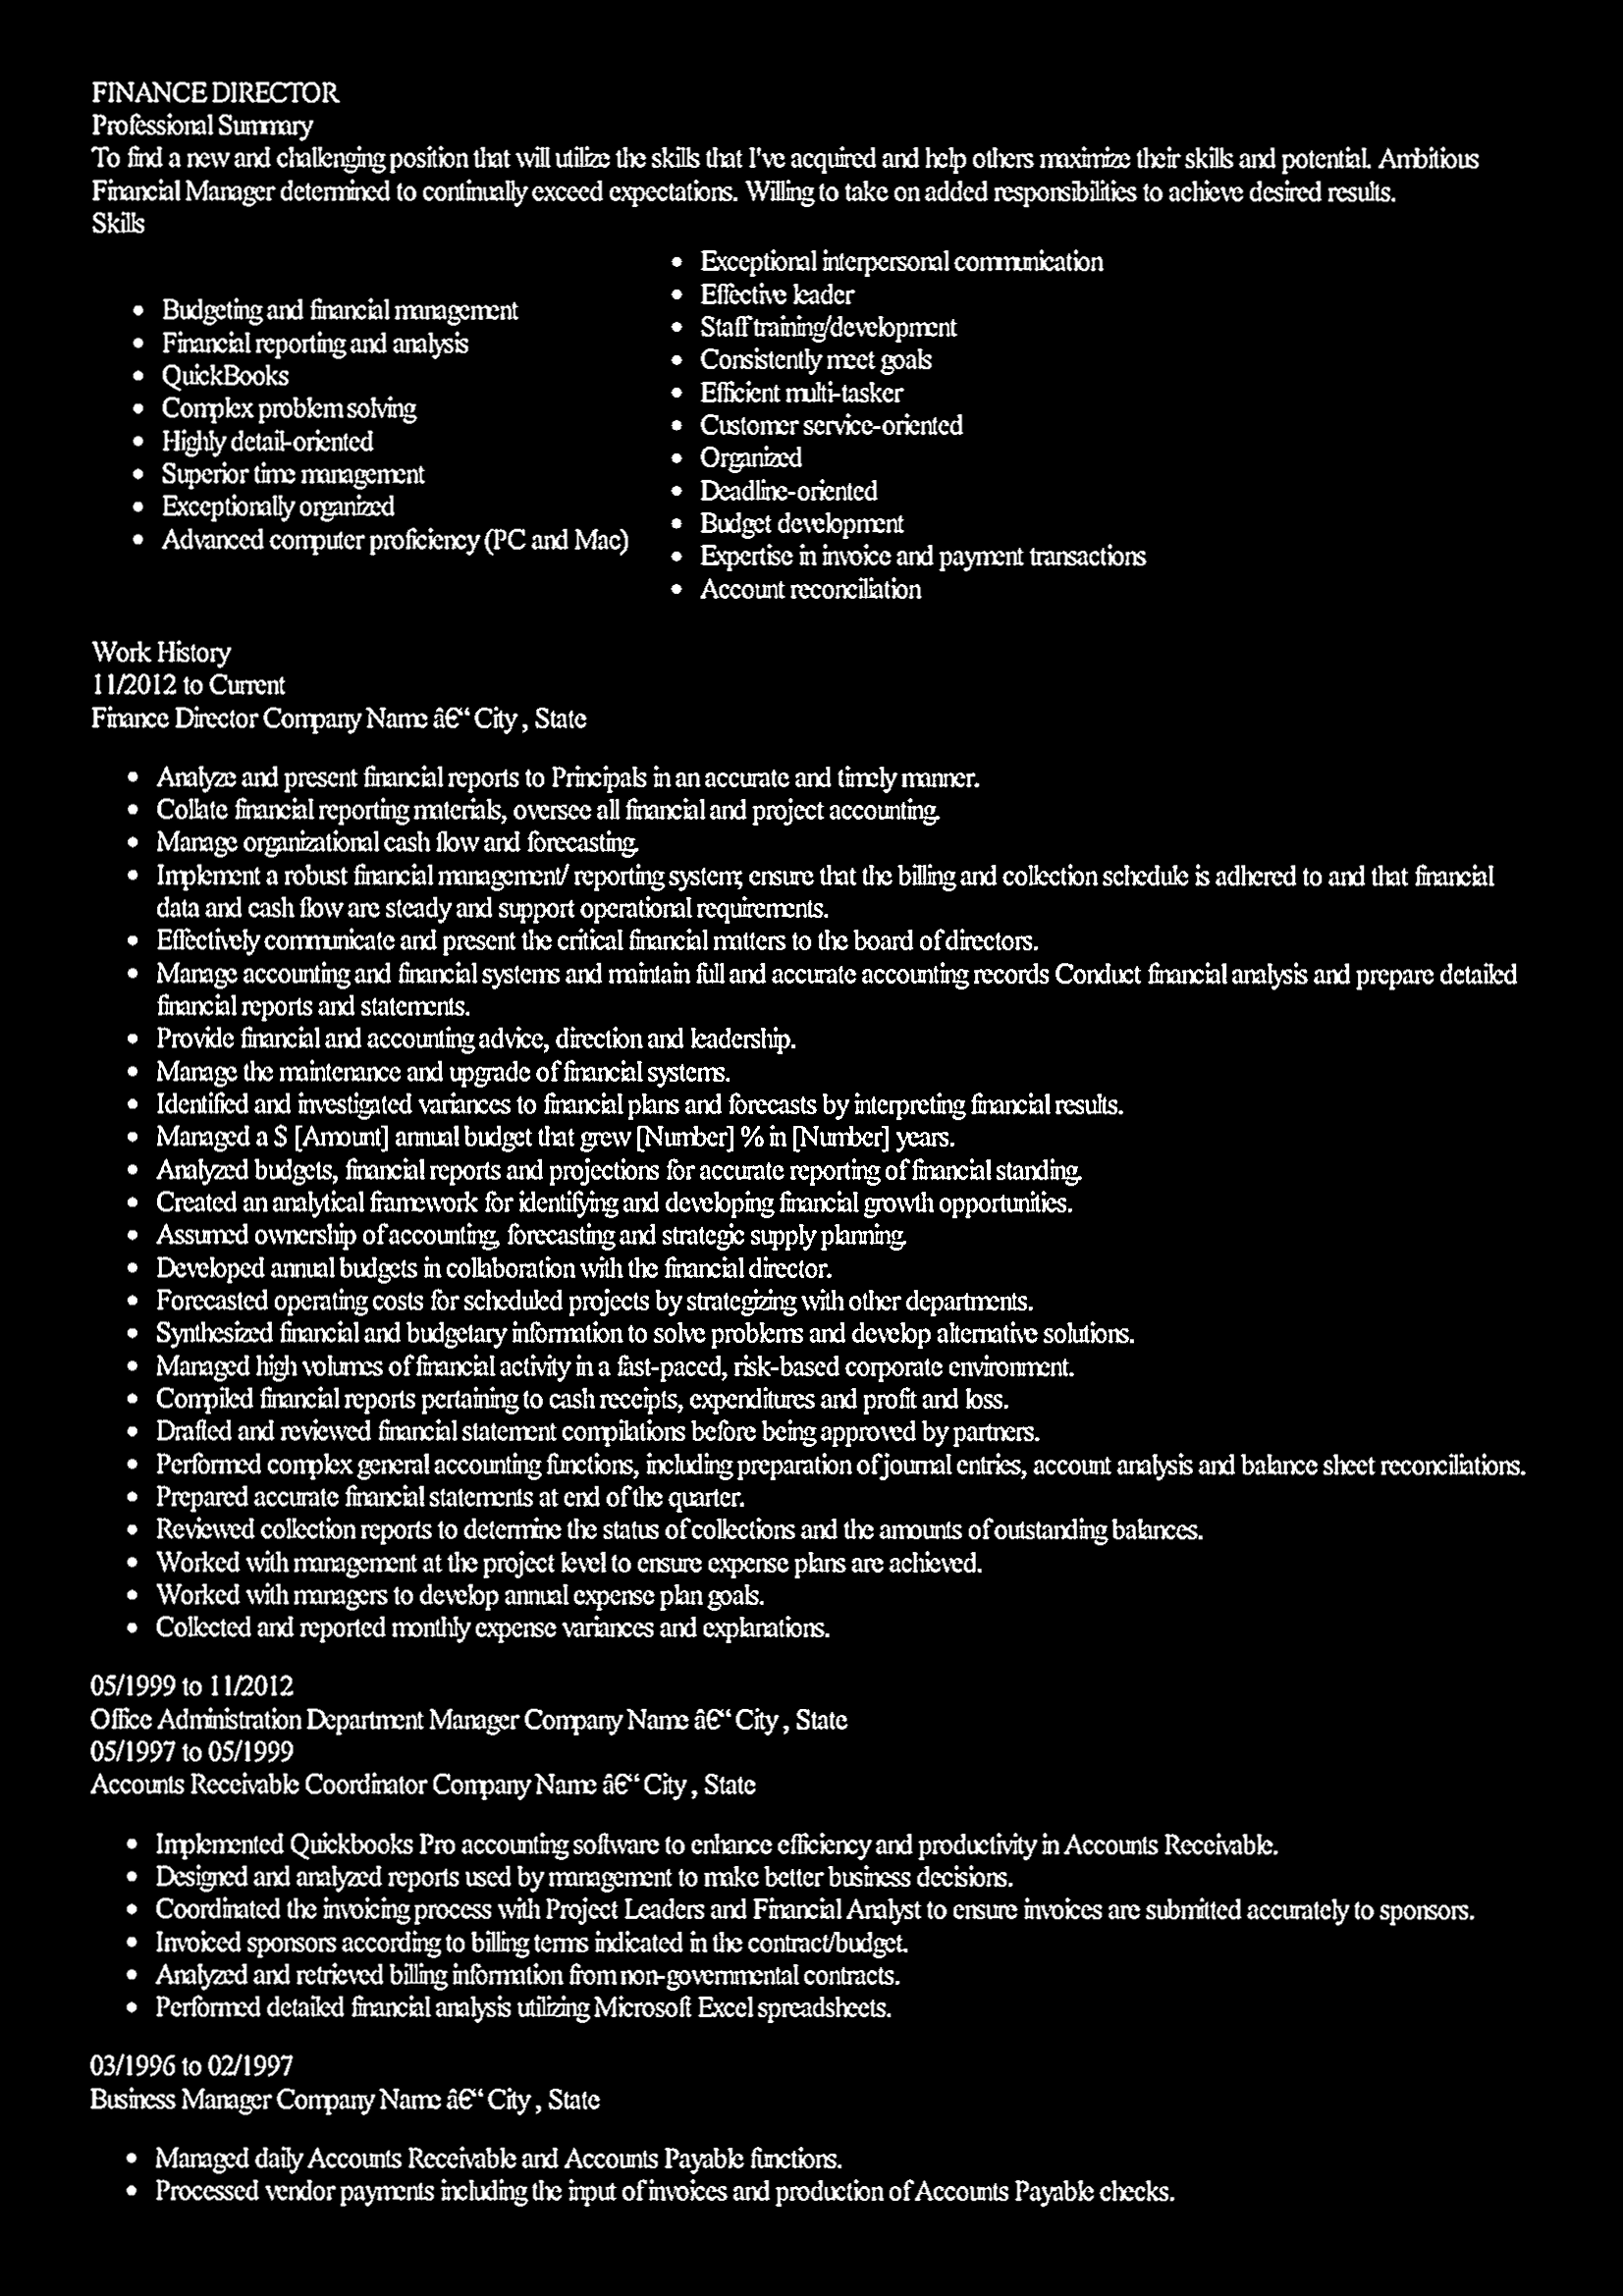 FINANCE DIRECTOR
Professional Summary
To find a new and challenging position that will utilize the skills that I've acquired and help others maximize their skills and potential. Ambitious
Financial Manager determined to continually exceed expectations. Willing to take on added responsibilities to achieve desired results.
Skills
• Budgeting and financial management
• Financial reporting and analysis
• QuickBooks
• Complex problem solving
• Highly detail-oriented
• Superior time management
• Exceptionally organized
• Advanced computer proficiency (PC and Mac)
• Exceptional interpersonal communication
• Effective leader
• Staff training/development
• Consistently meet goals
• Efficient multi-tasker
• Customer service-oriented
• Organized
• Deadline-oriented
• Budget development
• Expertise in invoice and payment transactions
• Account reconciliation
Work History
11/2012 to Current
Finance Director Company Name â€“ City , State
• Analyze and present financial reports to Principals in an accurate and timely manner.
• Collate financial reporting materials, oversee all financial and project accounting.
• Manage organizational cash flow and forecasting.
• Implement a robust financial management/ reporting system; ensure that the billing and collection schedule is adhered to and that financial
data and cash flow are steady and support operational requirements.
• Effectively communicate and present the critical financial matters to the board of directors.
• Manage accounting and financial systems and maintain full and accurate accounting records Conduct financial analysis and prepare detailed
financial reports and statements.
• Provide financial and accounting advice, direction and leadership.
• Manage the maintenance and upgrade of financial systems.
• Identified and investigated variances to financial plans and forecasts by interpreting financial results.
• Managed a $ [Amount] annual budget that grew [Number] % in [Number] years.
• Analyzed budgets, financial reports and projections for accurate reporting of financial standing.
• Created an analytical framework for identifying and developing financial growth opportunities.
• Assumed ownership of accounting, forecasting and strategic supply planning.
• Developed annual budgets in collaboration with the financial director.
• Forecasted operating costs for scheduled projects by strategizing with other departments.
• Synthesized financial and budgetary information to solve problems and develop alternative solutions.
• Managed high volumes of financial activity in a fast-paced, risk-based corporate environment.
• Compiled financial reports pertaining to cash receipts, expenditures and profit and loss.
• Drafted and reviewed financial statement compilations before being approved by partners.
• Performed complex general accounting functions, including preparation of journal entries, account analysis and balance sheet reconciliations.
• Prepared accurate financial statements at end of the quarter.
• Reviewed collection reports to determine the status of collections and the amounts of outstanding balances.
• Worked with management at the project level to ensure expense plans are achieved.
• Worked with managers to develop annual expense plan goals.
• Collected and reported monthly expense variances and explanations.
05/1999 to 11/2012
Office Administration Department Manager Company Name â€“ City , State
05/1997 to 05/1999
Accounts Receivable Coordinator Company Name â€“ City , State
• Implemented Quickbooks Pro accounting software to enhance efficiency and productivity in Accounts Receivable.
• Designed and analyzed reports used by management to make better business decisions.
• Coordinated the invoicing process with Project Leaders and Financial Analyst to ensure invoices are submitted accurately to sponsors.
• Invoiced sponsors according to billing terms indicated in the contract/budget.
• Analyzed and retrieved billing information from non-governmental contracts.
• Performed detailed financial analysis utilizing Microsoft Excel spreadsheets.
03/1996 to 02/1997
Business Manager Company Name â€“ City , State
• Managed daily Accounts Receivable and Accounts Payable functions.
• Processed vendor payments including the input of invoices and production of Accounts Payable checks.